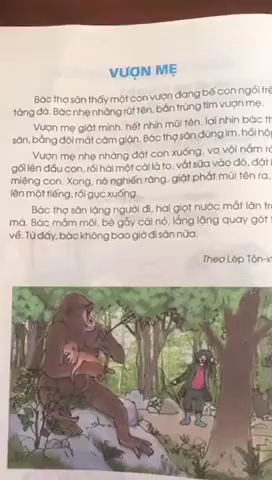 VƯỢN MẸ
Bác thợ săn thấy một con vượn đang bế con ngồi trê
tảng đá. Bác nhẹ nhàng rút tên, bắn trúng tim vượn mẹ.
Vượn mẹ giật mình, hết nhìn mũi tên, lại nhìn bác th
săn, bằng đôi mắt căm giận. Bác thợ săn đứng im, hồi hộ
Vượn mẹ nhẹ nhàng đặt con xuống, vơ vội nắm
gối lên đầu con, rồi hái một cái lá to, vắt sữa vào đó, đặt l
miệng con. Xong, nó nghiến răng, giật phắt mũi tên ra,
lên một tiếng, rồi gục xuống.
Bác thợ săn lặng người đi, hai giọt nước mắt lăn tr
má. Bác mắm môi, bẻ gẫy cái nỏ, lẳng lặng quay gót
về. Từ đấy, bác không bao giờ đi săn nữa.
Theo Lép Tôn-x